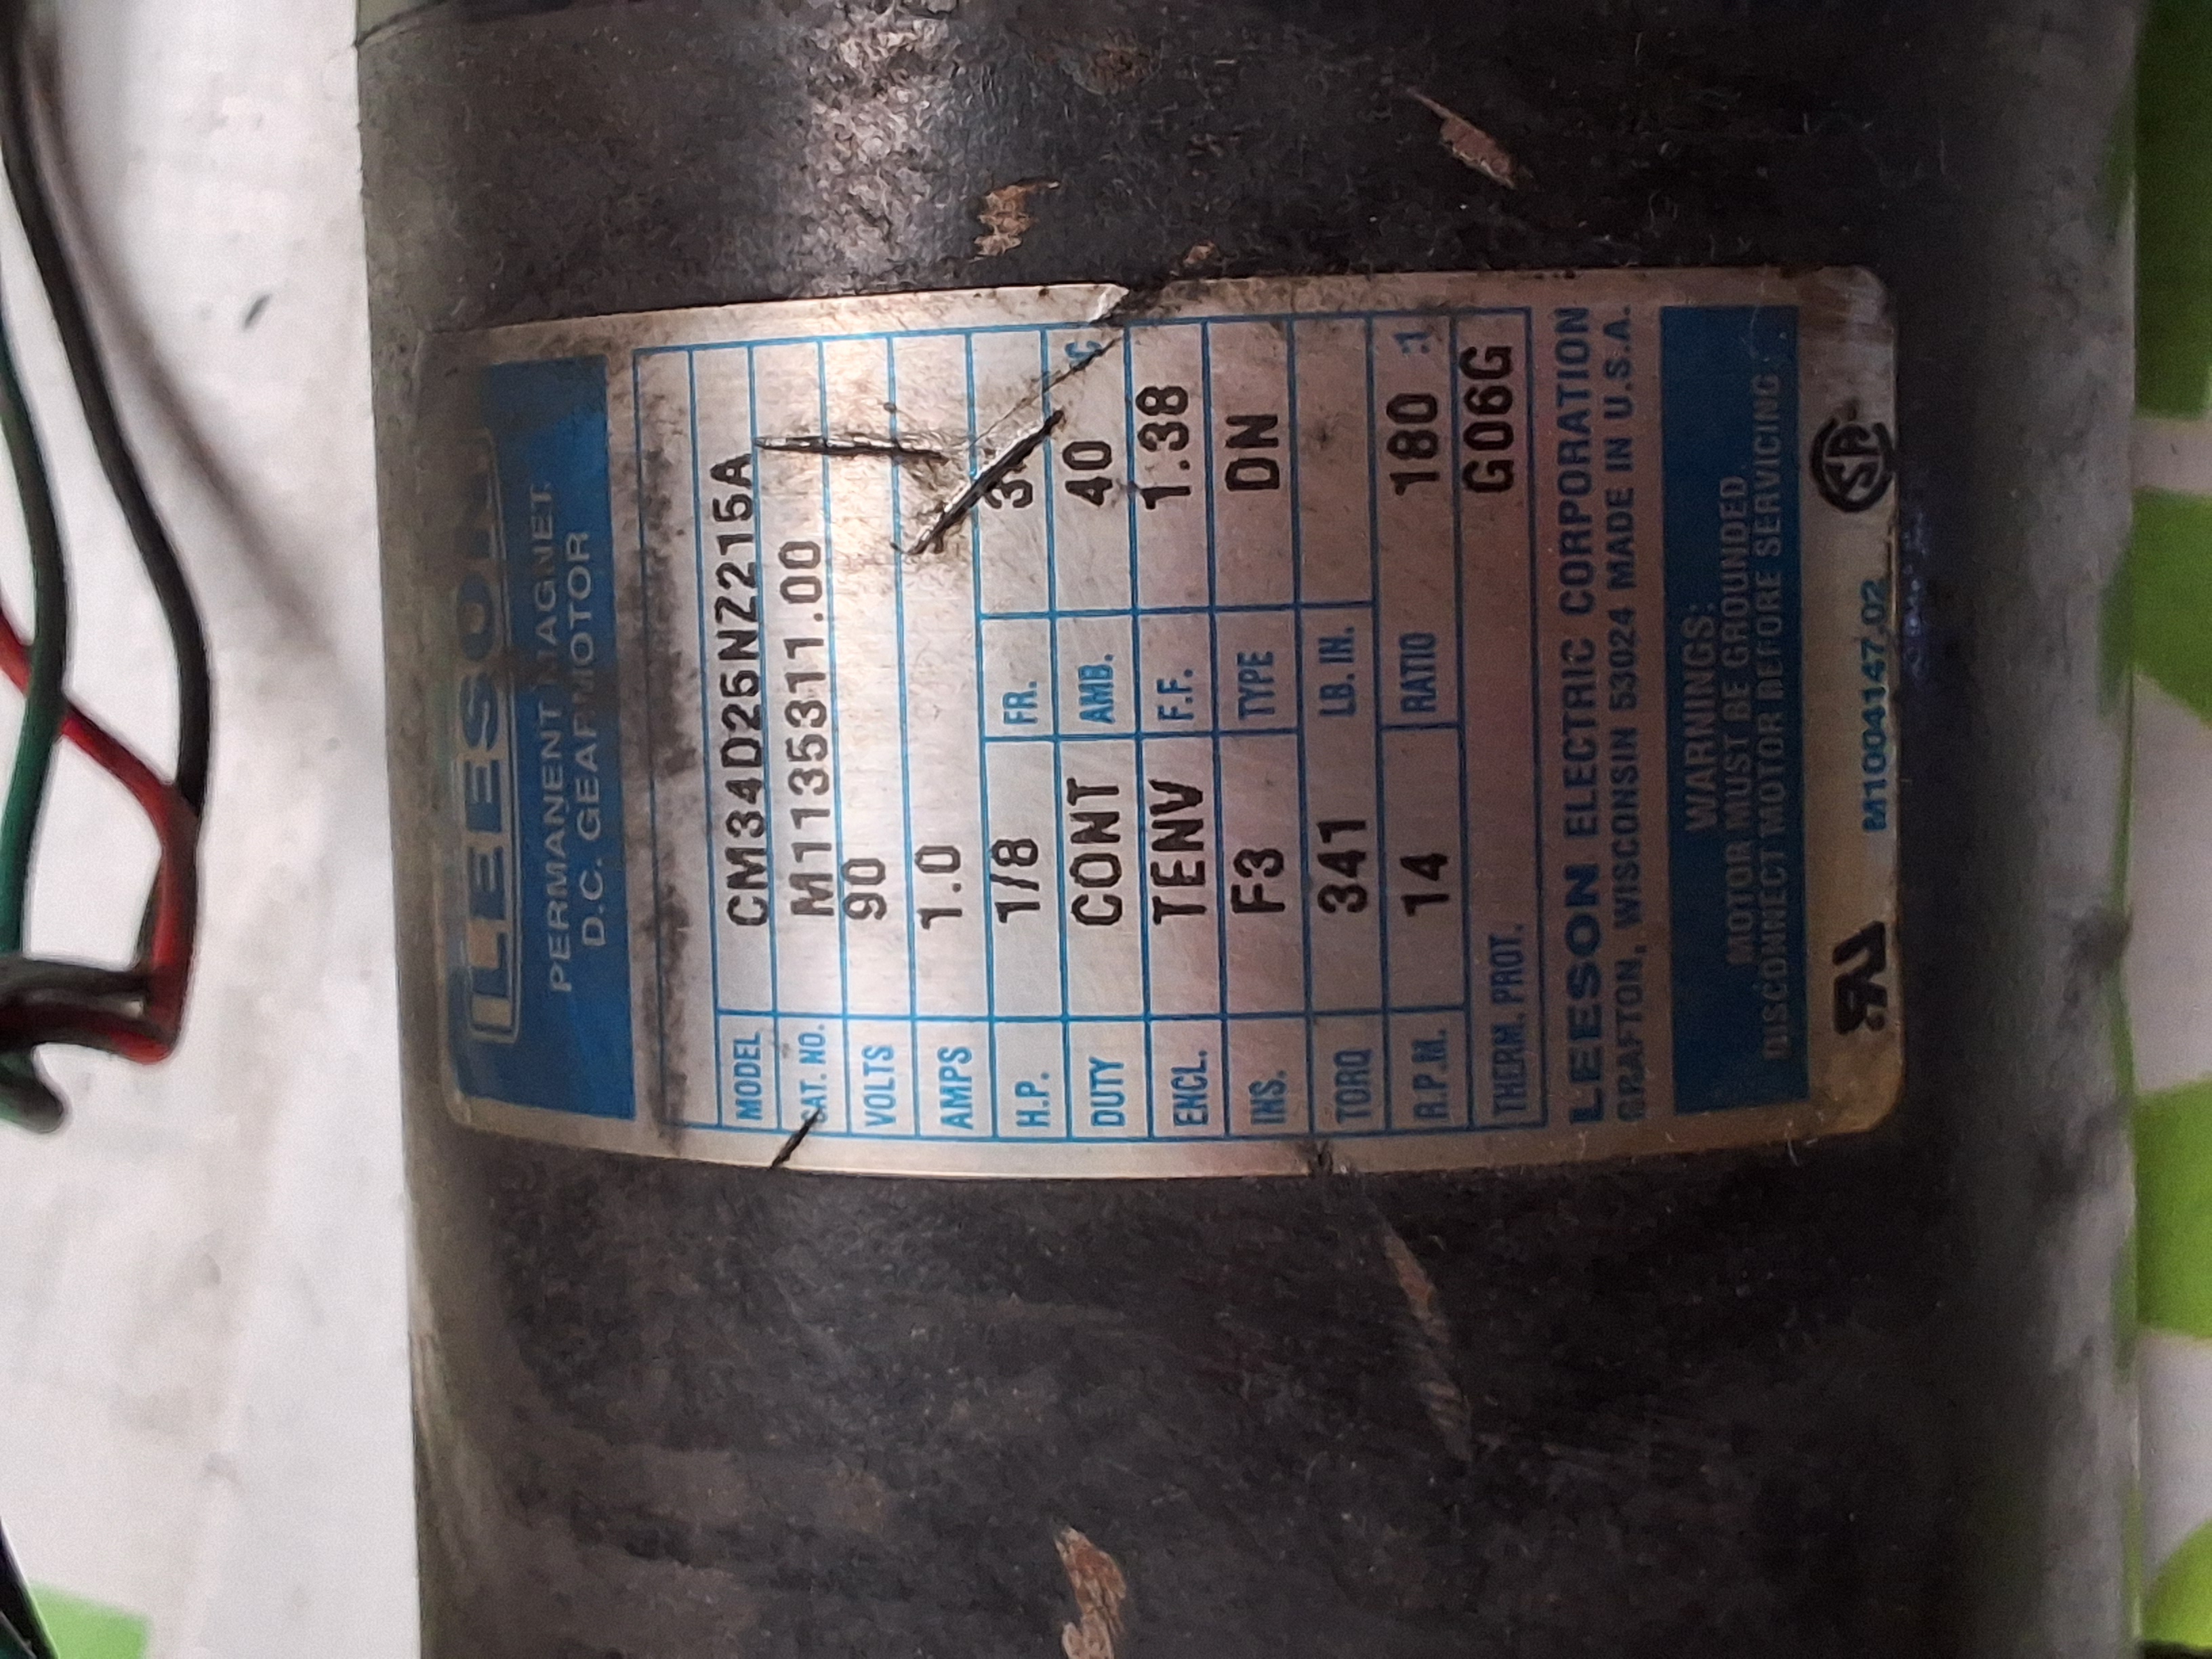 LEESON
PERMANENT MAGNET
D.C. GEARMOTOR
MODEL CM34D25NZ215A
CAT. NO. M1135311.00
VOLTS 90
AMPS 1.0
H.P. 1/8 FR.
DUTY CONT AMB. 40 °C
ENCL. TENV F.F. 1.38
INS. F3 TYPE DN
TORQ 341 LB. IN.
R.P.M. 14 RATIO 180 :1
THERM. PROT. G06G
LEESON ELECTRIC CORPORATION
GRAFTON, WISCONSIN 53024 MADE IN U.S.A.
WARNINGS:
MOTOR MUST BE GROUNDED
DISCONNECT MOTOR BEFORE SERVICING
M1004147.02